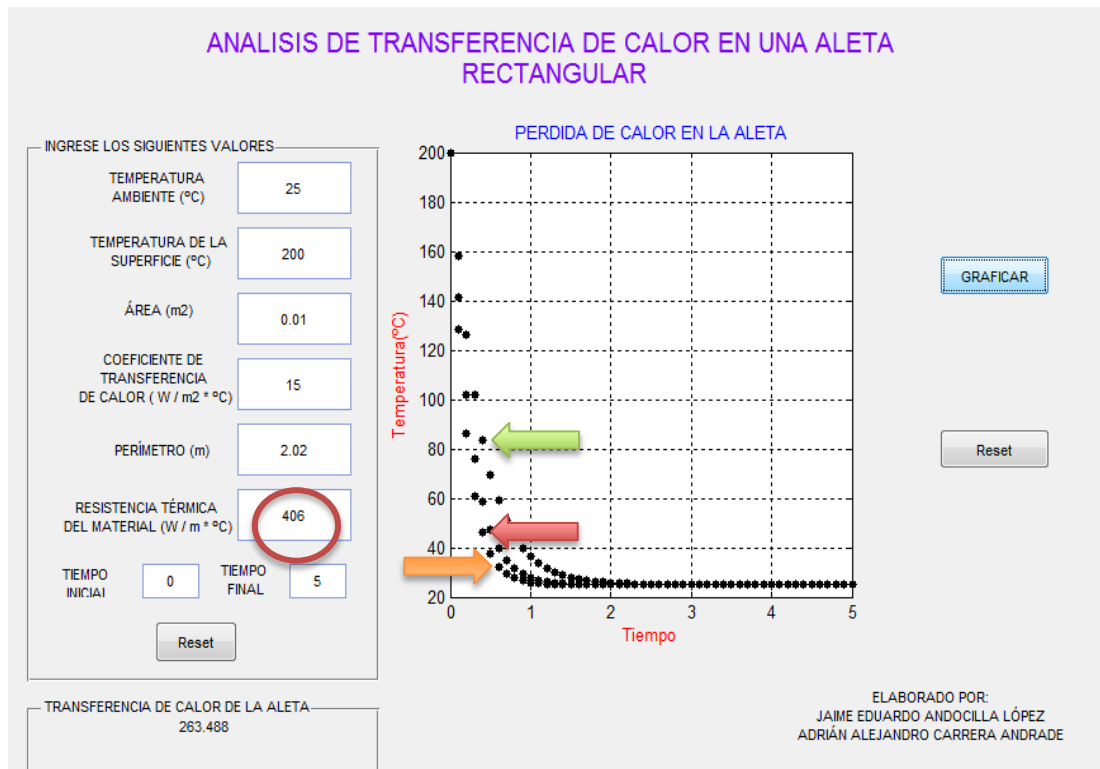 ANALISIS DE TRANSFERENCIA DE CALOR EN UNA ALETA
RECTANGULAR
INGRESE LOS SIGUIENTES VALORES
TEMPERATURA
AMBIENTE (ºC)
25
TEMPERATURA DE LA
SUPERFICIE (ºC)
200
ÁREA (m2)
0.01
COEFICIENTE DE
TRANSFERENCIA
DE CALOR ( W / m2 * ºC)
15
PERÍMETRO (m)
2.02
RESISTENCIA TÉRMICA
DEL MATERIAL (W / m * ºC)
406
TIEMPO
INICIAL
0
TIEMPO
FINAL
5
Reset
TRANSFERENCIA DE CALOR DE LA ALETA
263.488
PERDIDA DE CALOR EN LA ALETA
Temperatura(ºC)
200
180
160
140
120
100
80
60
40
20
0 1 2 3 4 5
Tiempo
GRAFICAR
Reset
ELABORADO POR:
JAIME EDUARDO ANDOCILLA LÓPEZ
ADRIÁN ALEJANDRO CARRERA ANDRADE